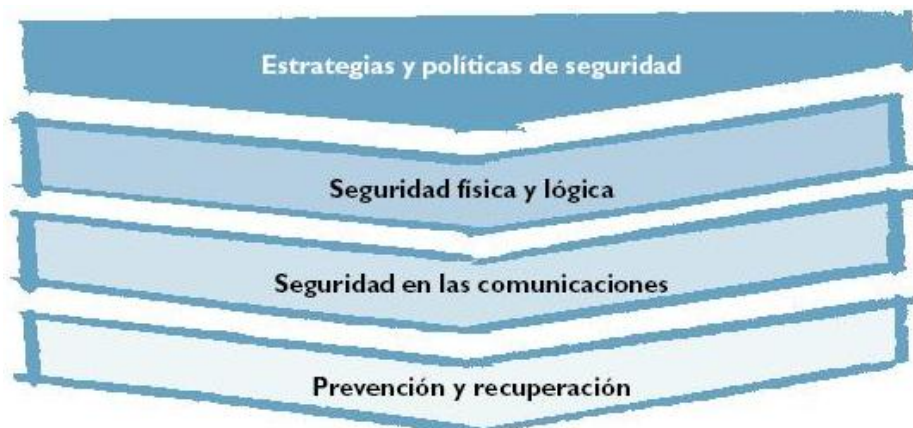 Estrategias y políticas de seguridad
Seguridad física y lógica
Seguridad en las comunicaciones
Prevención y recuperación